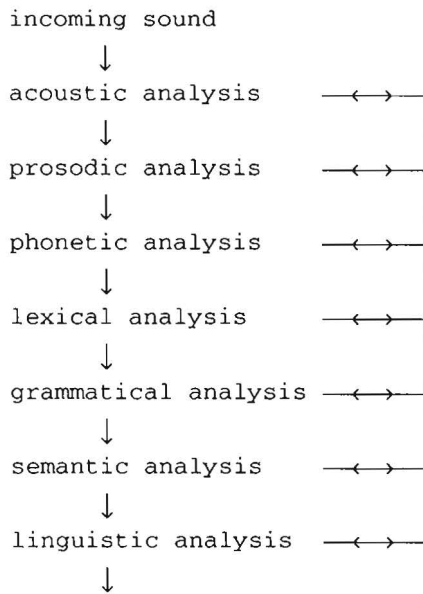 incoming sound
↓
acoustic analysis
↓
prosodic analysis
↓
phonetic analysis
↓
lexical analysis
↓
grammatical analysis
↓
semantic analysis
↓
linguistic analysis
↓